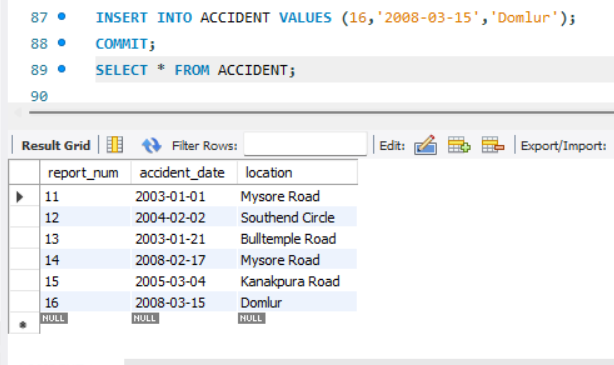 87 INSERT INTO ACCIDENT VALUES (16,'2008-03-15','Domlur');
88 COMMIT;
89 SELECT * FROM ACCIDENT;
90
Result Grid Filter Rows: Edit: Export/Import:
report_num accident_date location
11 2003-01-01 Mysore Road
12 2004-02-02 Southend Circle
13 2003-01-21 Bulltemple Road
14 2008-02-17 Mysore Road
15 2005-03-04 Kanakpura Road
16 2008-03-15 Domlur
NULL NULL NULL